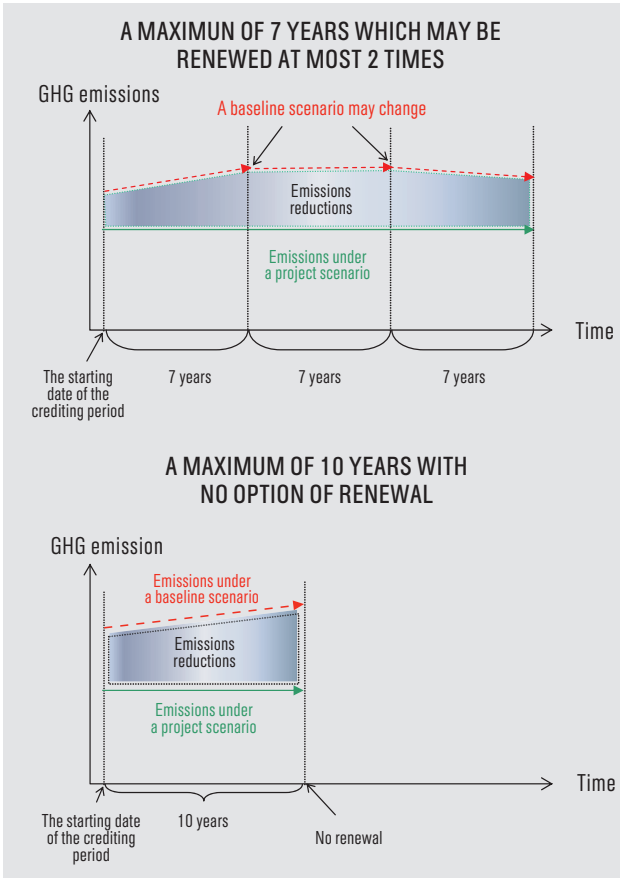 A MAXIMUN OF 7 YEARS WHICH MAY BE
RENEWED AT MOST 2 TIMES
GHG emissions
A baseline scenario may change
Emissions
reductions
Emissions under
a project scenario
Time
The starting
date of the
crediting period
7 years
7 years
7 years
A MAXIMUM OF 10 YEARS WITH
NO OPTION OF RENEWAL
GHG emission
Emissions under
a baseline scenario
Emissions
reductions
Emissions under
a project scenario
Time
The starting date
of the crediting
period
10 years
No renewal